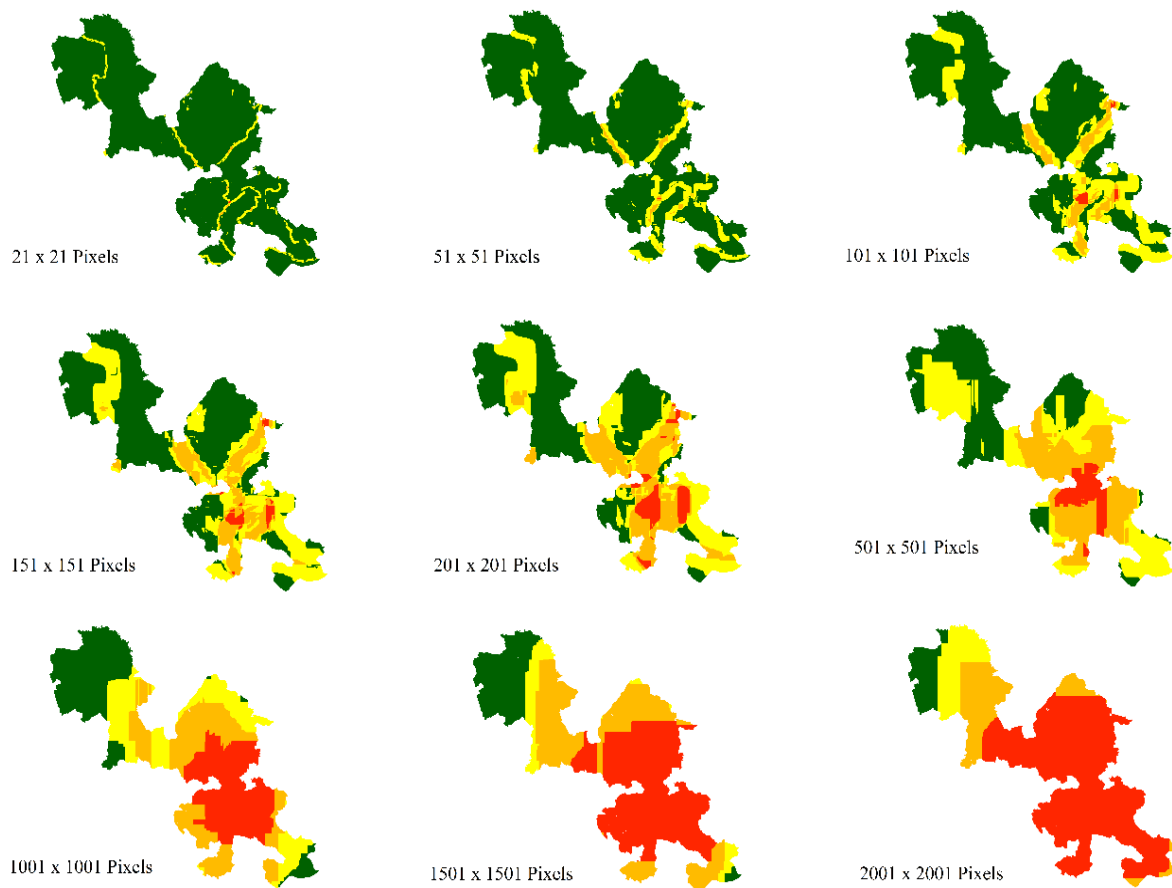 21 x 21 Pixels
51 x 51 Pixels
101 x 101 Pixels
151 x 151 Pixels
201 x 201 Pixels
501 x 501 Pixels
1001 x 1001 Pixels
1501 x 1501 Pixels
2001 x 2001 Pixels